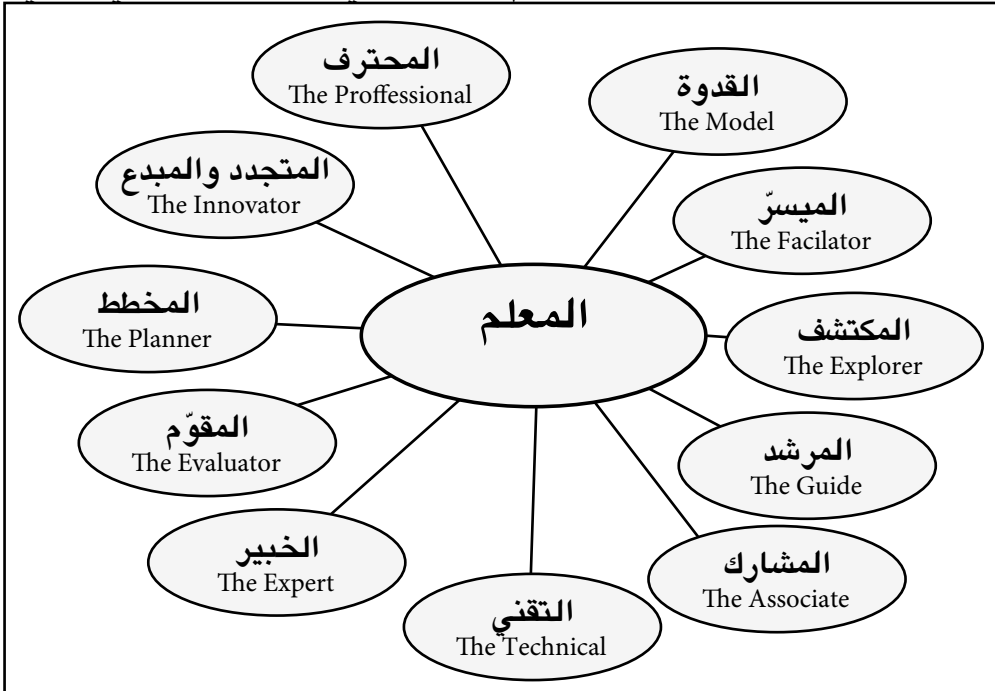 المحترف
The Proffessional
القدوة
The Model
المتجدد والمبدع
The Innovator
الميسّر
The Facilator
المعلم
المخطط
The Planner
المكتشف
The Explorer
المقوّم
The Evaluator
المرشد
The Guide
الخبير
The Expert
المشارك
The Associate
التقني
The Technical